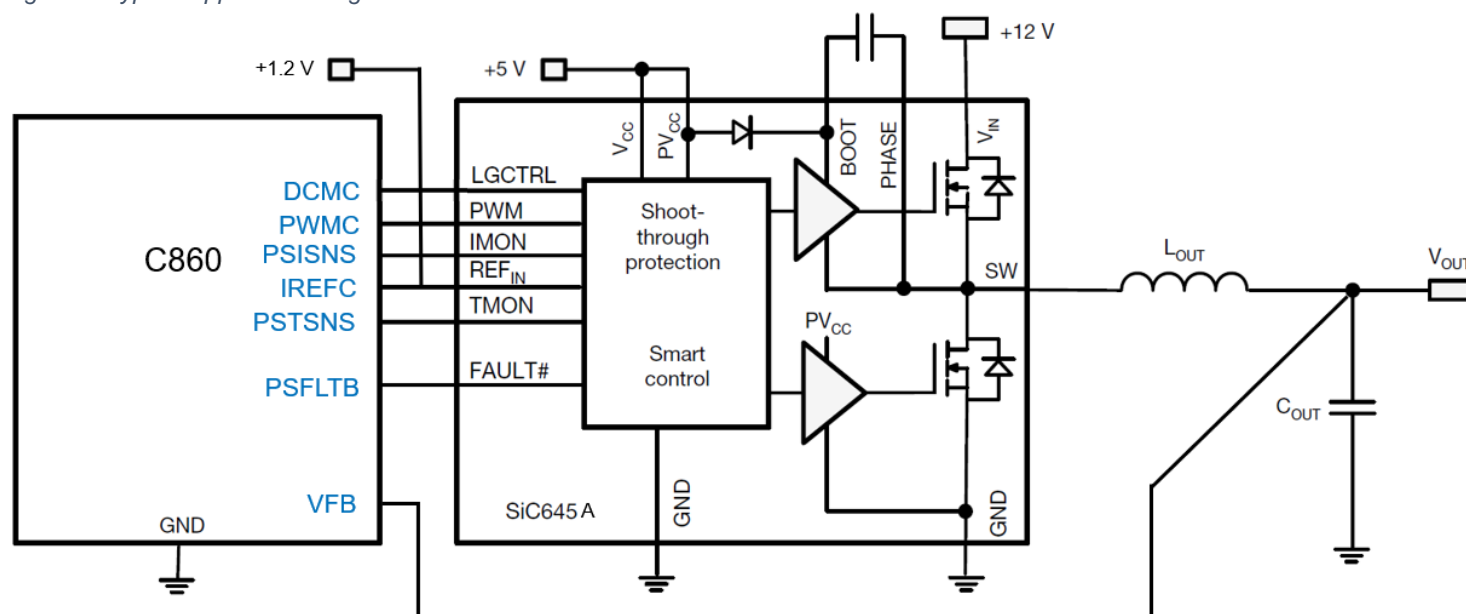 +1.2 V
+5 V
+12 V
C860
DCMC
PWMC
PSISNS
IREFC
PSTSNS
PSFLTB
VFB
GND
LGCTRL
PWM
IMON
REFIN
TMON
FAULT#
VCC
PVCC
BOOT
PHASE
VIN
Shoot-
through
protection
Smart
control
PVCC
SW
GND
GND
SiC645A
LOUT
VOUT
COUT